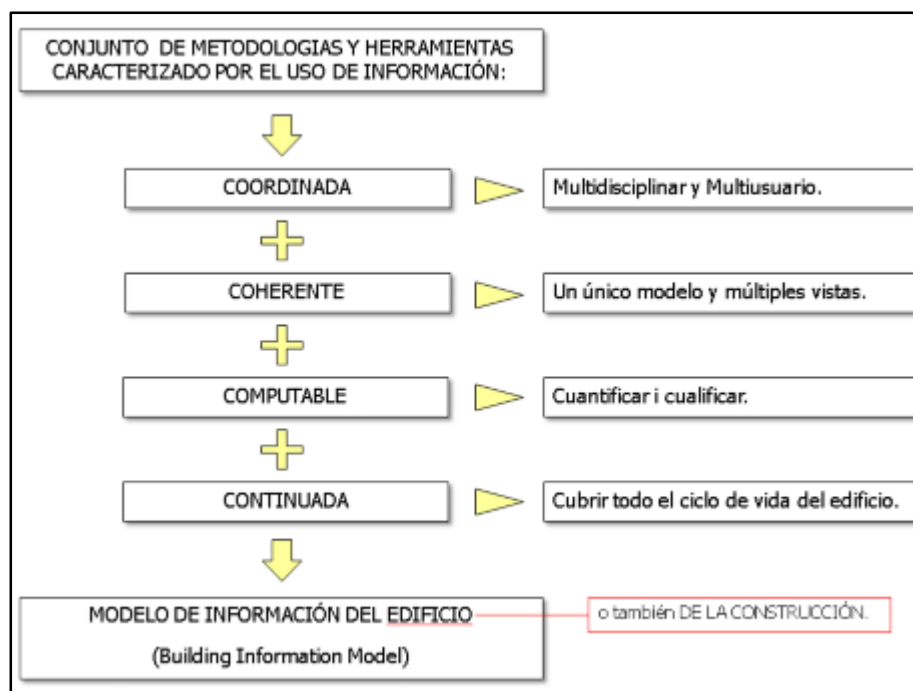 CONJUNTO DE METODOLOGIAS Y HERRAMIENTAS
CARACTERIZADO POR EL USO DE INFORMACIÓN:
COORDINADA
Multidisciplinar y Multiusuario.
COHERENTE
Un único modelo y múltiples vistas.
COMPUTABLE
Cuantificar i cualificar.
CONTINUADA
Cubrir todo el ciclo de vida del edificio.
MODELO DE INFORMACIÓN DEL EDIFICIO
o también DE LA CONSTRUCCIÓN.
(Building Information Model)